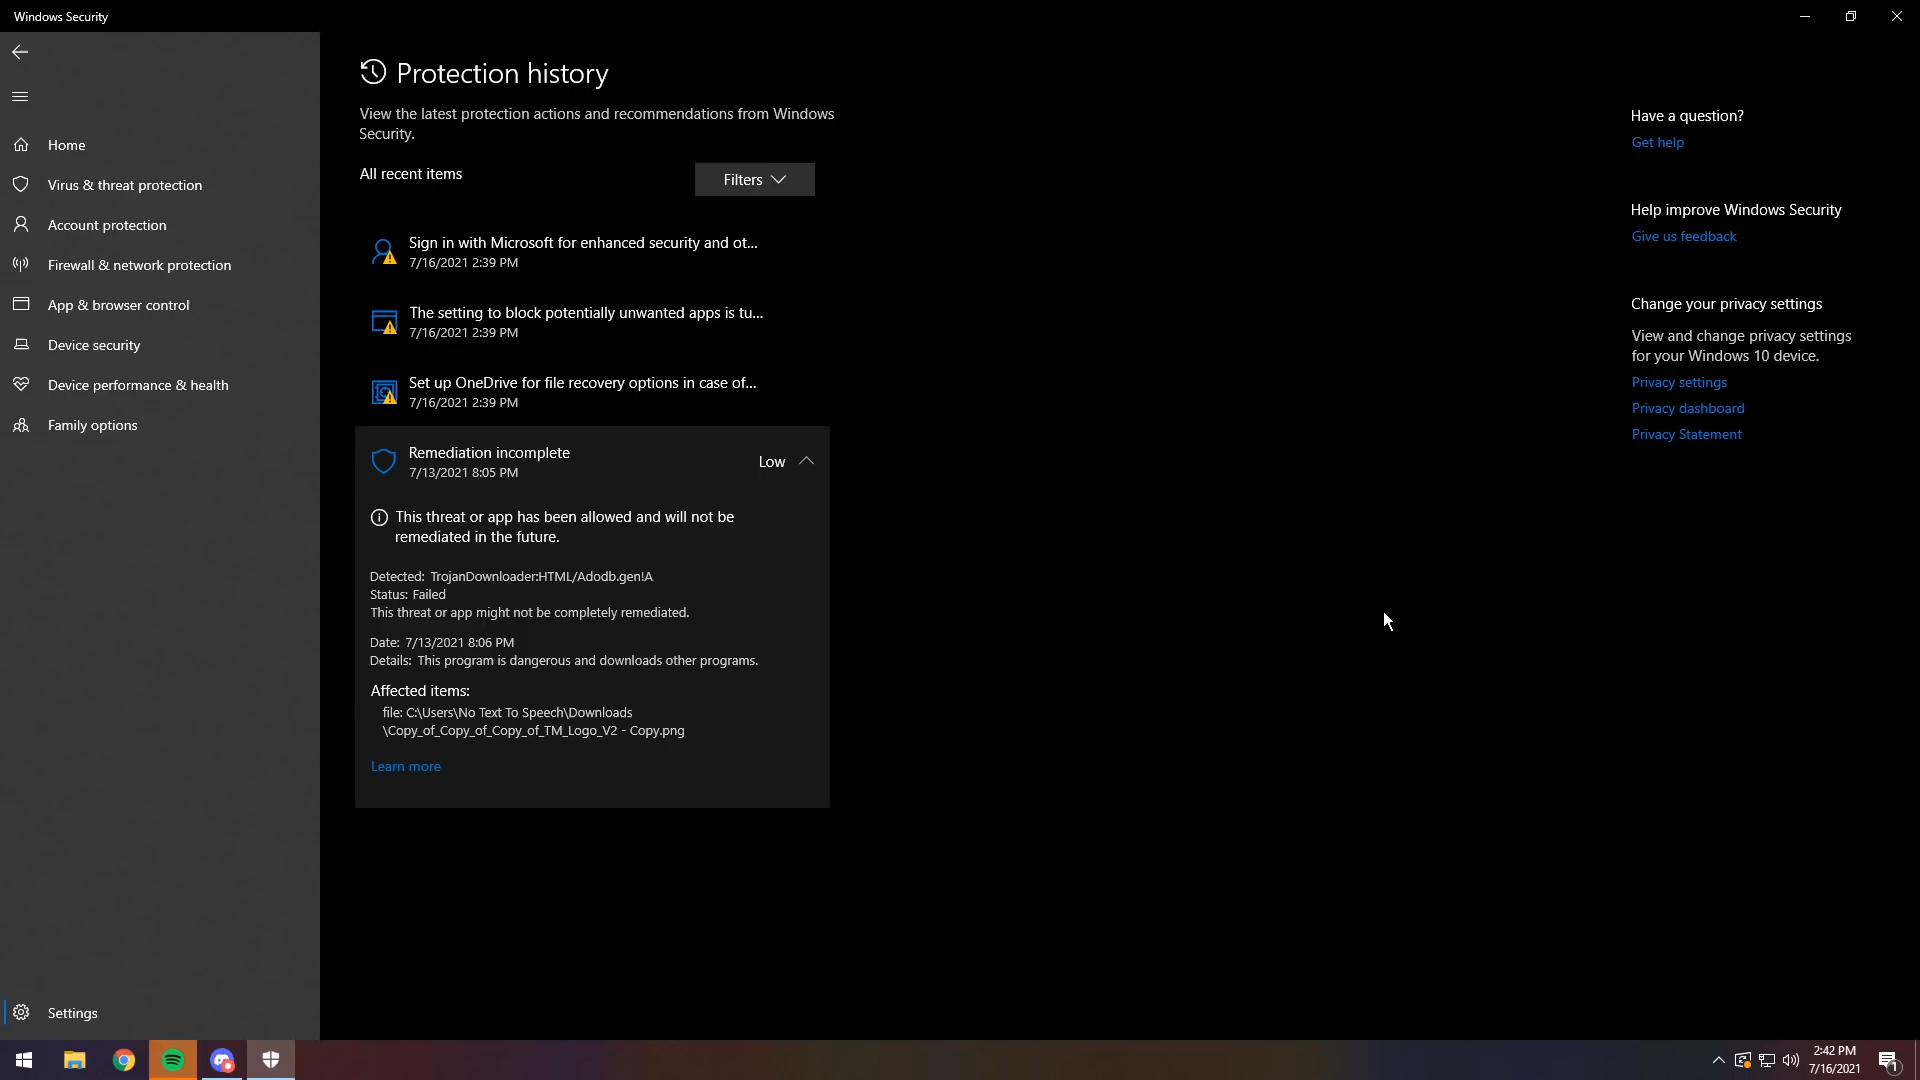 Windows Security
Home
Virus & threat protection
Account protection
Firewall & network protection
App & browser control
Device security
Device performance & health
Family options
Settings
Protection history
View the latest protection actions and recommendations from Windows
Security.
All recent items
Filters
Sign in with Microsoft for enhanced security and ot...
7/16/2021 2:39 PM
The setting to block potentially unwanted apps is tu...
7/16/2021 2:39 PM
Set up OneDrive for file recovery options in case of...
7/16/2021 2:39 PM
Remediation incomplete
7/13/2021 8:05 PM
Low
This threat or app has been allowed and will not be
remediated in the future.
Detected: TrojanDownloader:HTML/Adodb.gen!A
Status: Failed
This threat or app might not be completely remediated.
Date: 7/13/2021 8:06 PM
Details: This program is dangerous and downloads other programs.
Affected items:
file: C:\Users\No Text To Speech\Downloads
\Copy_of_Copy_of_Copy_of_TM_Logo_V2 - Copy.png
Learn more
Have a question?
Get help
Help improve Windows Security
Give us feedback
Change your privacy settings
View and change privacy settings
for your Windows 10 device.
Privacy settings
Privacy dashboard
Privacy Statement
2:42 PM
7/16/2021
1